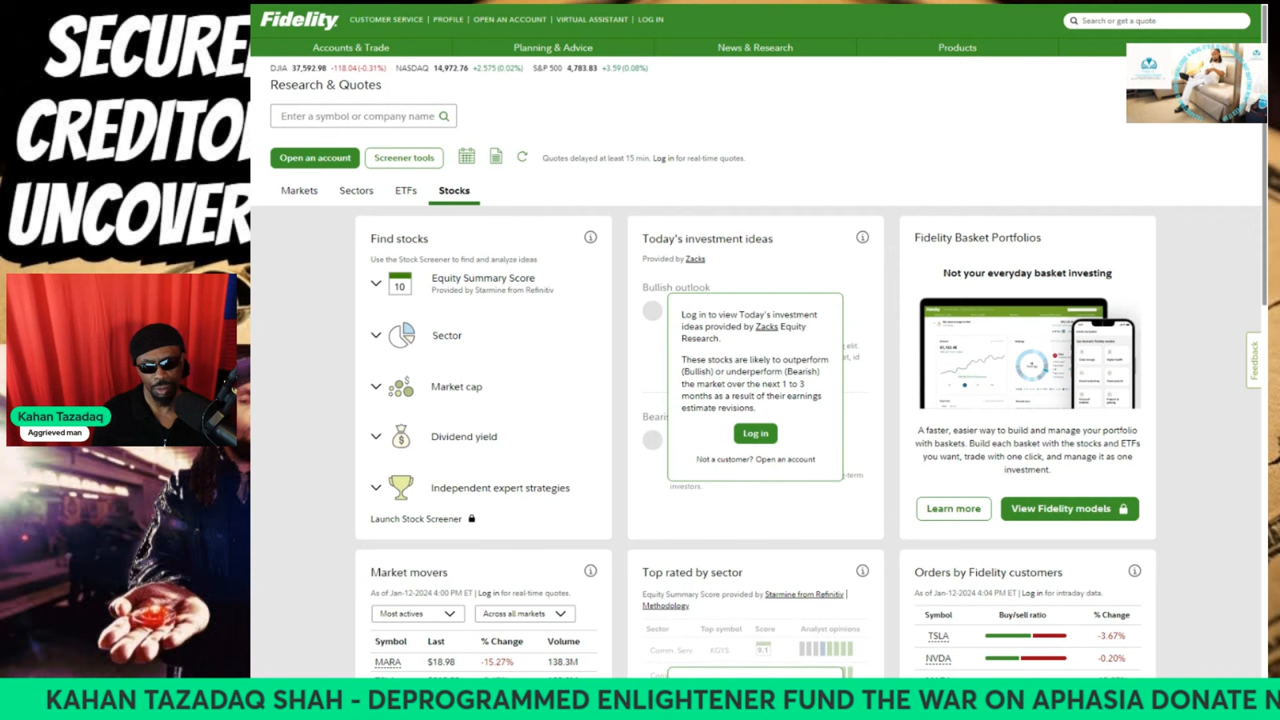 SECURE
CREDITO
UNCOVER
Kahan Tazadaq
Aggrieved man
Fidelity
CUSTOMER SERVICE | PROFILE | OPEN AN ACCOUNT | VIRTUAL ASSISTANT | LOG IN
Search or get a quote
Accounts & Trade
Planning & Advice
News & Research
Products
DJIA 37,592.98 -118.04(-0.31%) NASDAQ 14,972.76 +2.575(0.02%) S&P 500 4,783.83 +3.59(0.08%)
Research & Quotes
Enter a symbol or company name
Open an account
Screener tools
Quotes delayed at least 15 min. Log in for real-time quotes.
Markets
Sectors
ETFs
Stocks
Find stocks
Use the Stock Screener to find and analyze ideas
10
Equity Summary Score
Provided by Starmine from Refinitiv
Sector
Market cap
Dividend yield
Independent expert strategies
Launch Stock Screener
Today's investment ideas
Provided by Zacks
Bullish outlook
Log in to view Today's investment
ideas provided by Zacks Equity
Research.
These stocks are likely to outperform
(Bullish) or underperform (Bearish)
the market over the next 1 to 3
months as a result of their earnings
estimate revisions.
Log in
Not a customer? Open an account
investors.
Fidelity Basket Portfolios
Not your everyday basket investing
A faster, easier way to build and manage your portfolio
with baskets. Build each basket with the stocks and ETFs
you want, trade with one click, and manage it as one
investment.
Learn more
View Fidelity models
Feedback
Market movers
As of Jan-12-2024 4:00 PM ET | Log in for real-time quotes.
Most actives
Across all markets
Symbol Last % Change Volume
MARA $18.98 -15.27% 138.3M
Top rated by sector
Equity Summary Score provided by Starmine from Refinitiv |
Methodology
Sector Top symbol Score Analyst opinions
Comm. Serv KGYS 9.1
Orders by Fidelity customers
As of Jan-12-2024 4:04 PM ET | Log in for intraday data.
Symbol Buy/sell ratio % Change
TSLA -3.67%
NVDA -0.20%
KAHAN TAZADAQ SHAH - DEPROGRAMMED ENLIGHTENER FUND THE WAR ON APHASIA DONATE N